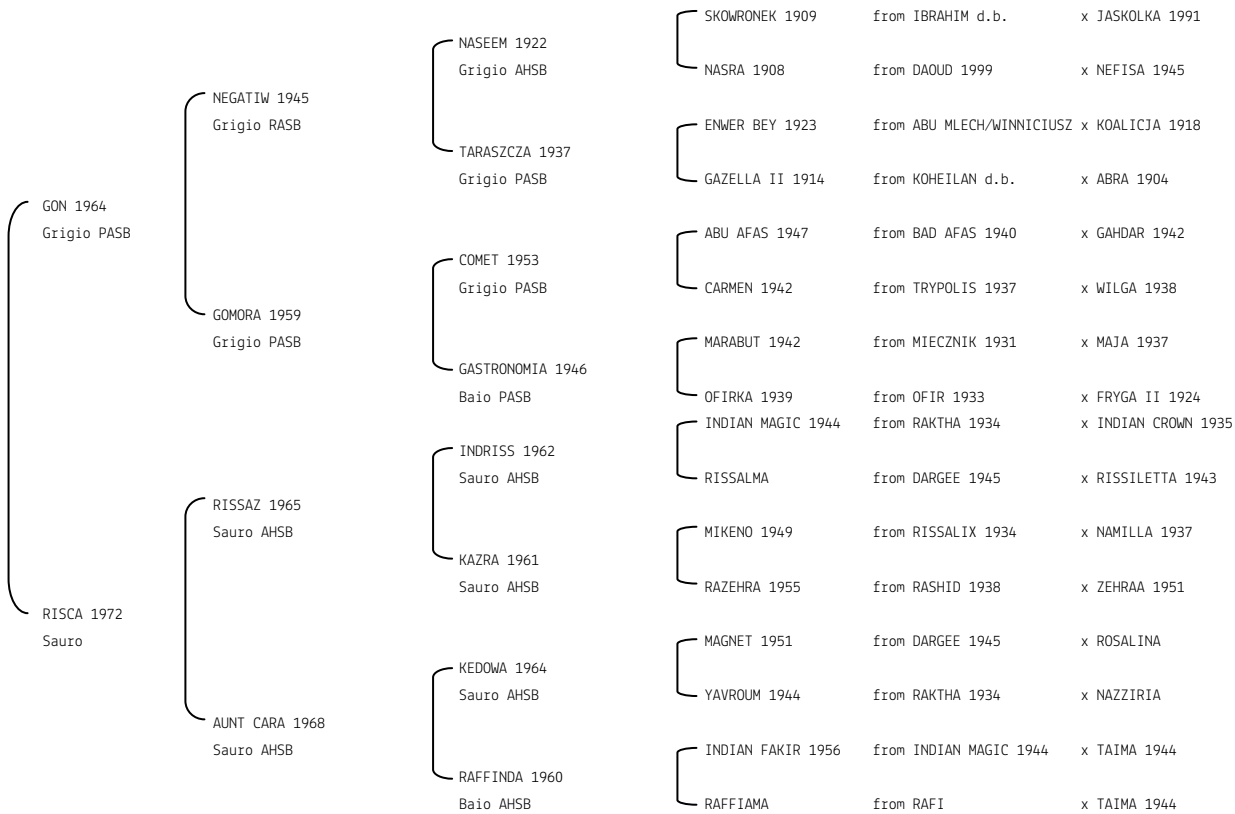 SKOWRONEK 1909 from IBRAHIM d.b. x JASKOLKA 1991
NASEEM 1922
Grigio AHSB
NASRA 1908 from DAOUD 1999 x NEFISA 1945
NEGATIW 1945
Grigio RASB
ENWER BEY 1923 from ABU MLECH/WINNICIUSZ x KOALICJA 1918
TARASZCZA 1937
Grigio PASB
GAZELLA II 1914 from KOHEILAN d.b. x ABRA 1904
GON 1964
Grigio PASB
ABU AFAS 1947 from BAD AFAS 1940 x GAHDAR 1942
COMET 1953
Grigio PASB
CARMEN 1942 from TRYPOLIS 1937 x WILGA 1938
GOMORA 1959
Grigio PASB
MARABUT 1942 from MIECZNIK 1931 x MAJA 1937
GASTRONOMIA 1946
Baio PASB
OFIRKA 1939 from OFIR 1933 x FRYGA II 1924
INDIAN MAGIC 1944 from RAKTHA 1934 x INDIAN CROWN 1935
INDRISS 1962
Sauro AHSB
RISSALMA from DARGEE 1945 x RISSILETTA 1943
RISSAZ 1965
Sauro AHSB
MIKENO 1949 from RISSALIX 1934 x NAMILLA 1937
KAZRA 1961
Sauro AHSB
RAZEHRA 1955 from RASHID 1938 x ZEHRAA 1951
RISCA 1972
Sauro
MAGNET 1951 from DARGEE 1945 x ROSALINA
KEDOWA 1964
Sauro AHSB
YAVROUM 1944 from RAKTHA 1934 x NAZZIRIA
AUNT CARA 1968
Sauro AHSB
INDIAN FAKIR 1956 from INDIAN MAGIC 1944 x TAIMA 1944
RAFFINDA 1960
Baio AHSB
RAFFIAMA from RAFI x TAIMA 1944